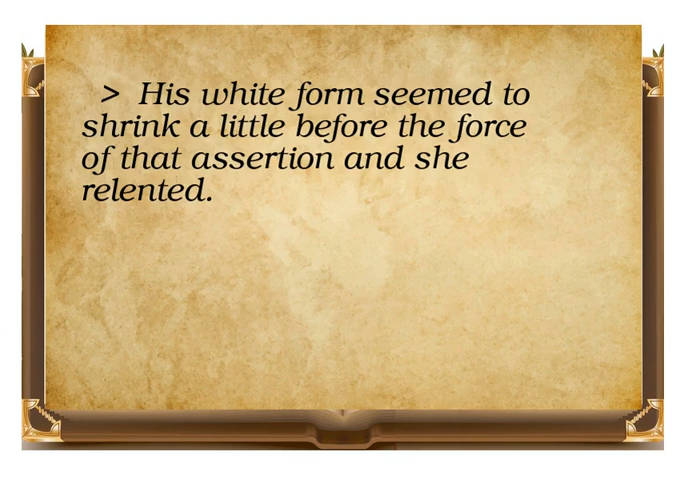 > His white form seemed to
shrink a little before the force
of that assertion and she
relented.